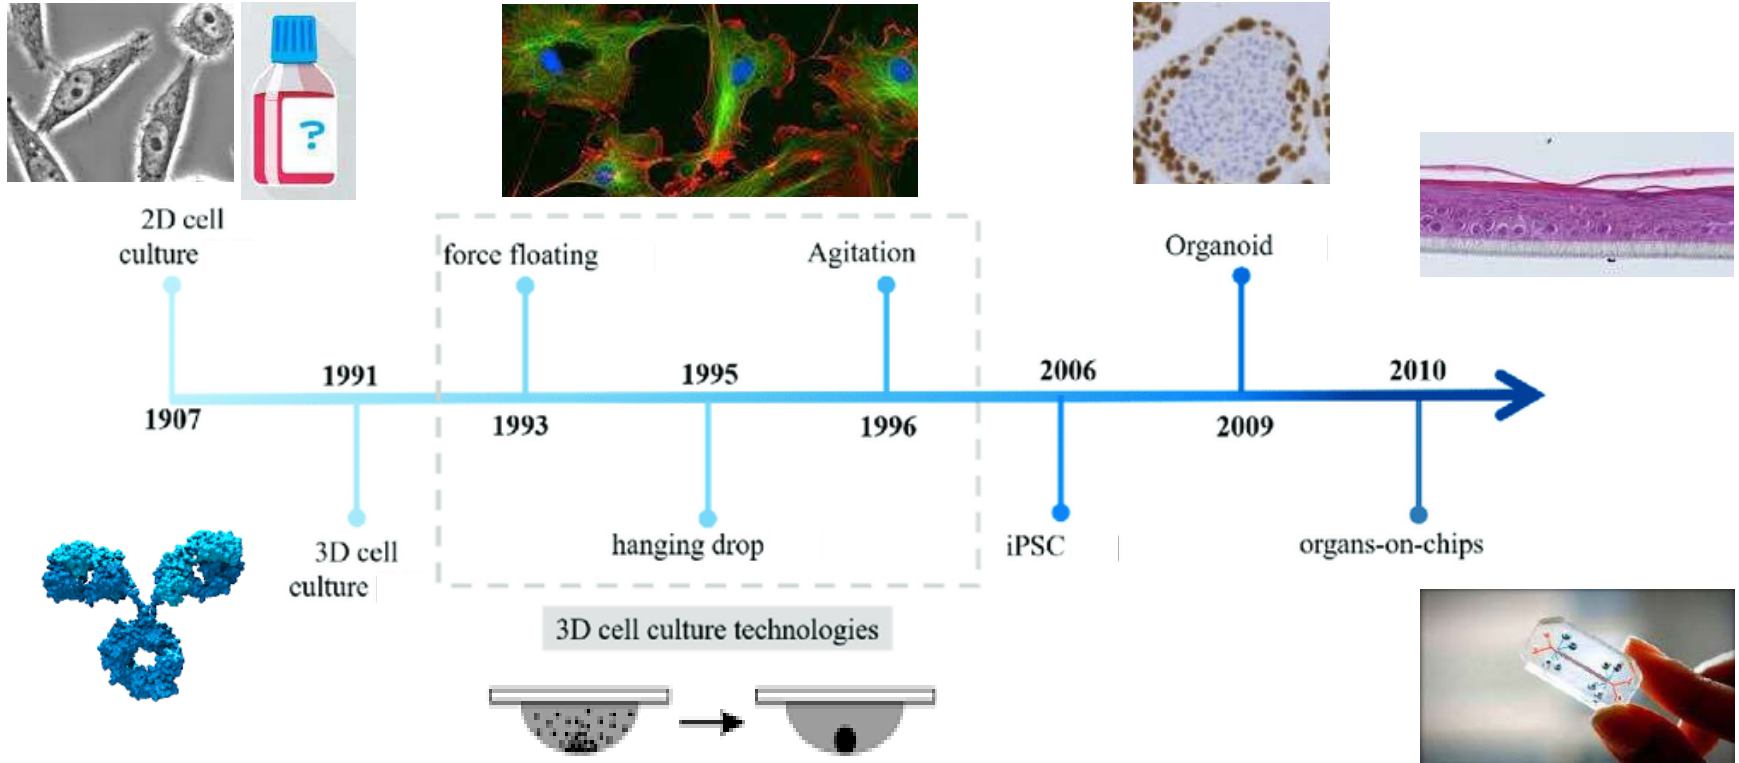 ?
2D cell
culture
force floating
Agitation
Organoid
1991
1995
2006
2010
1907
1993
1996
2009
3D cell
culture
hanging drop
iPSC
organs-on-chips
3D cell culture technologies